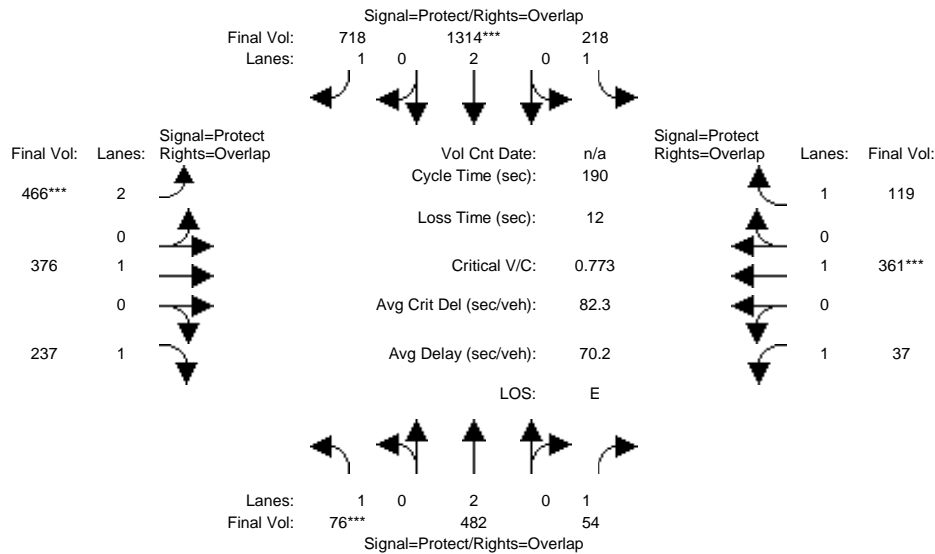 Signal=Protect/Rights=Overlap
Final Vol: 718 1314*** 218
Lanes: 1 0 2 0 1
Signal=Protect
Final Vol: Lanes: Rights=Overlap
Vol Cnt Date: n/a
Signal=Protect
Rights=Overlap Lanes: Final Vol:
Cycle Time (sec): 190
466*** 2
1 119
Loss Time (sec): 12
0
0
376 1
Critical V/C: 0.773
1 361***
0
Avg Crit Del (sec/veh): 82.3
0
237 1
Avg Delay (sec/veh): 70.2
1 37
LOS: E
Lanes: 1 0 2 0 1
Final Vol: 76*** 482 54
Signal=Protect/Rights=Overlap